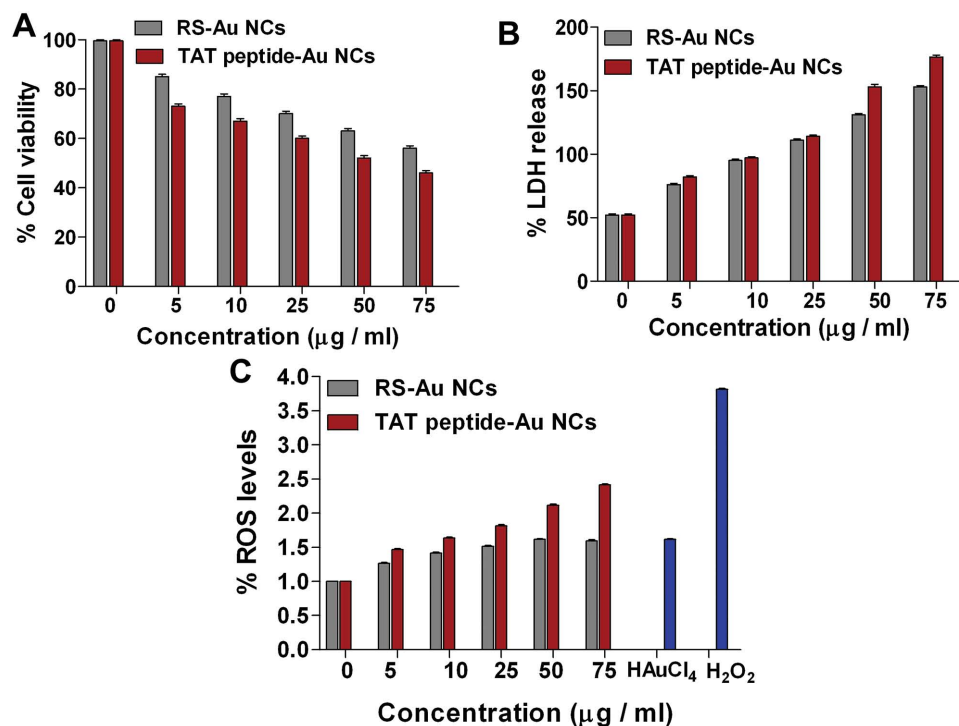 A
RS-Au NCs
TAT peptide-Au NCs
% Cell viability
100
80
60
40
20
0
0 5 10 25 50 75
Concentration (μg / ml)
B
RS-Au NCs
TAT peptide-Au NCs
% LDH release
200
150
100
50
0
0 5 10 25 50 75
Concentration (μg / ml)
C
RS-Au NCs
TAT peptide-Au NCs
% ROS levels
4.0
3.5
3.0
2.5
2.0
1.5
1.0
0.5
0.0
0 5 10 25 50 75 HAuCl₄ H₂O₂
Concentration (μg / ml)